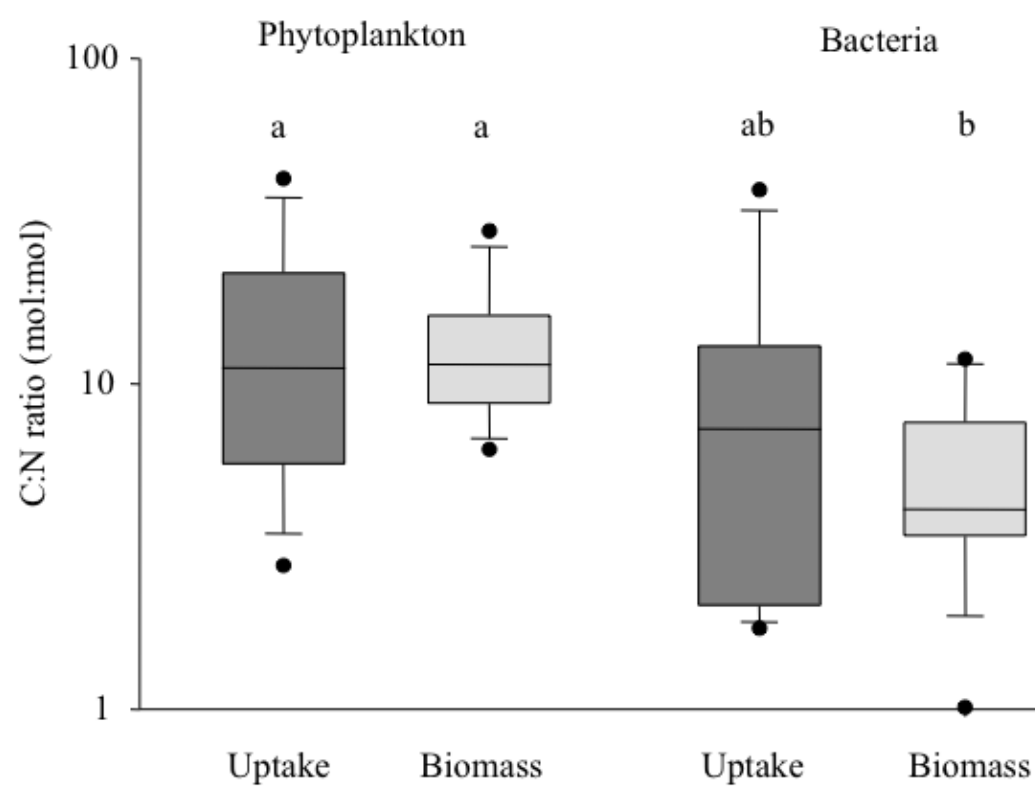 Phytoplankton
Bacteria
100
a
a
ab
b
C:N ratio (mol:mol)
10
1
Uptake
Biomass
Uptake
Biomass